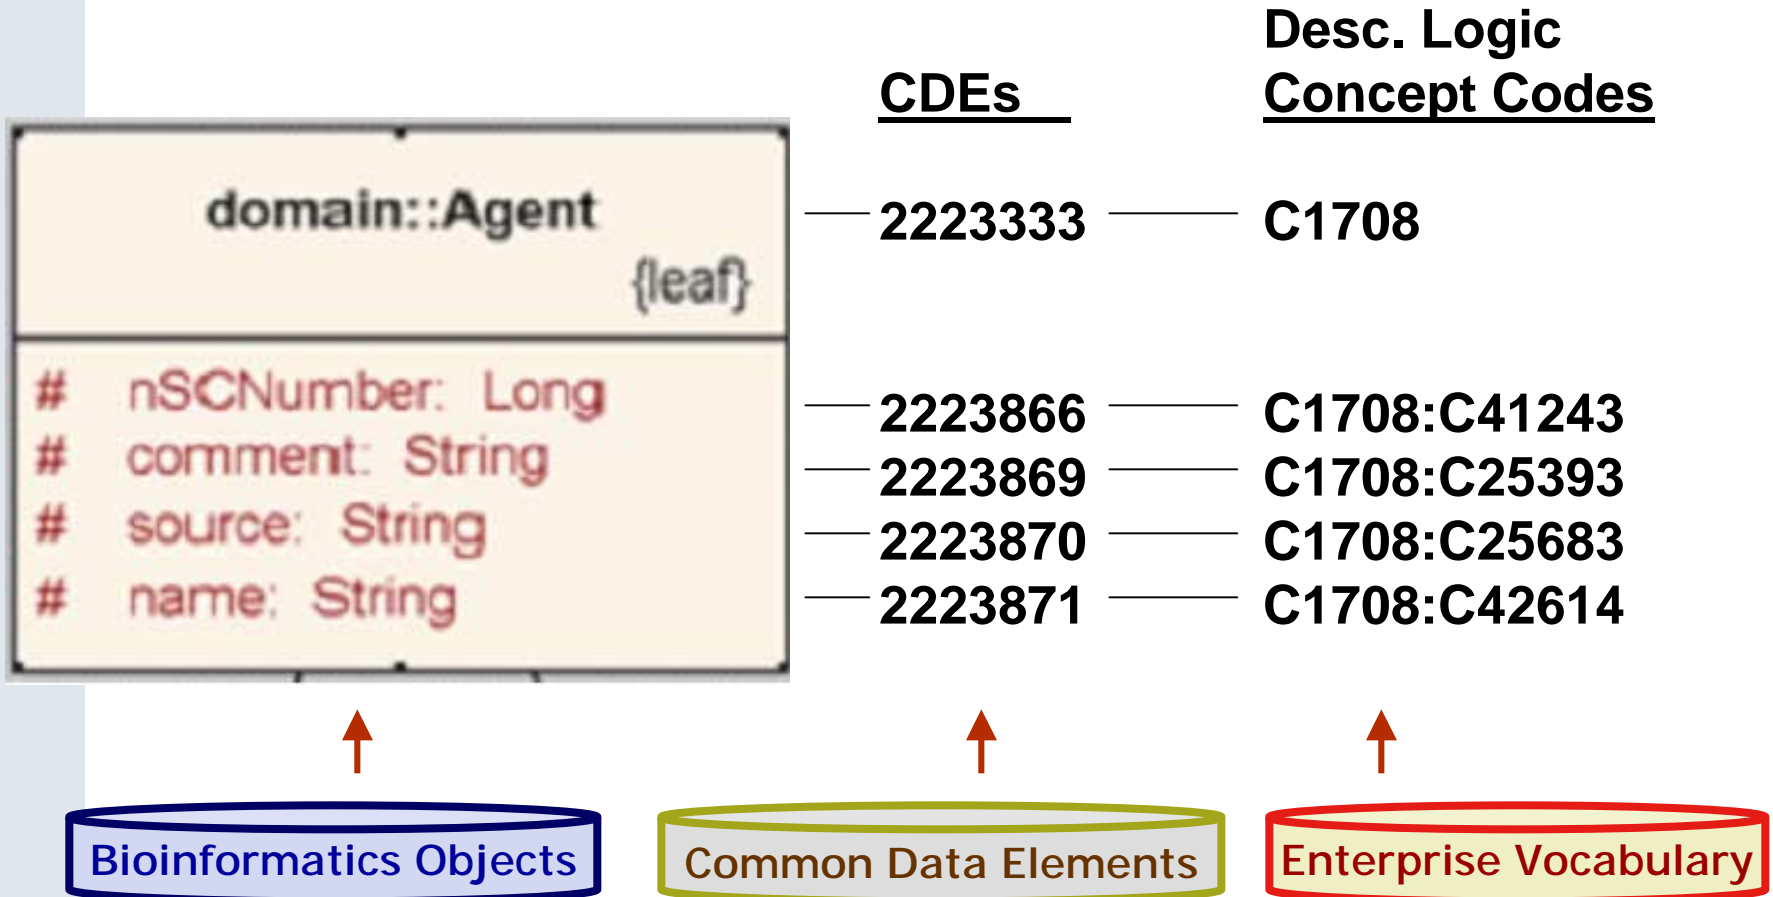 Desc. Logic
CDEs Concept Codes
domain::Agent 2223333 C1708
{leaf}
# nSCNumber: Long 2223866 C1708:C41243
# comment: String 2223869 C1708:C25393
# source: String 2223870 C1708:C25683
# name: String 2223871 C1708:C42614
Bioinformatics Objects Common Data Elements Enterprise Vocabulary